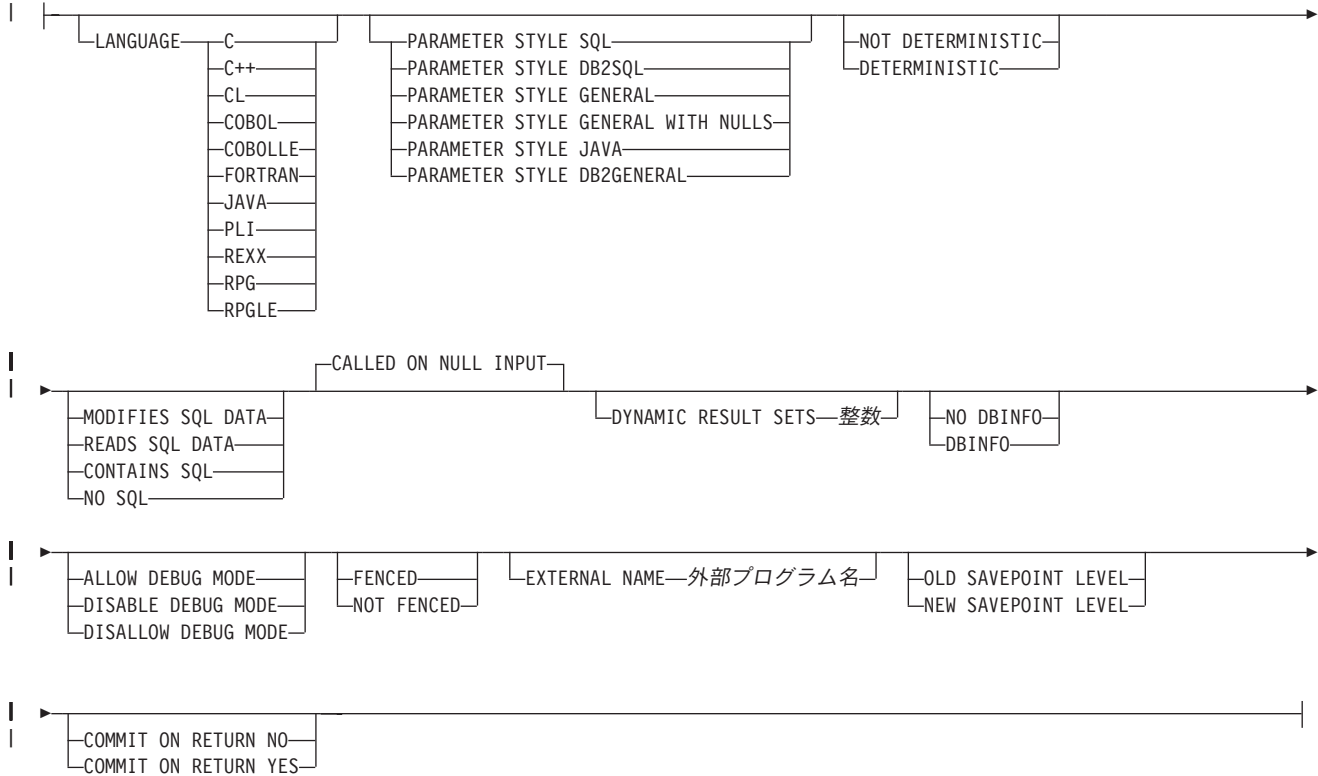 LANGUAGE C PARAMETER STYLE SQL NOT DETERMINISTIC
C++ PARAMETER STYLE DB2SQL DETERMINISTIC
CL PARAMETER STYLE GENERAL
COBOL PARAMETER STYLE GENERAL WITH NULLS
COBOLLE PARAMETER STYLE JAVA
FORTRAN PARAMETER STYLE DB2GENERAL
JAVA
PLI
REXX
RPG
RPGLE
CALLED ON NULL INPUT
MODIFIES SQL DATA DYNAMIC RESULT SETS 整数 NO DBINFO
READS SQL DATA DBINFO
CONTAINS SQL
NO SQL
ALLOW DEBUG MODE FENCED EXTERNAL NAME 外部プログラム名 OLD SAVEPOINT LEVEL
DISABLE DEBUG MODE NOT FENCED NEW SAVEPOINT LEVEL
DISALLOW DEBUG MODE
COMMIT ON RETURN NO
COMMIT ON RETURN YES